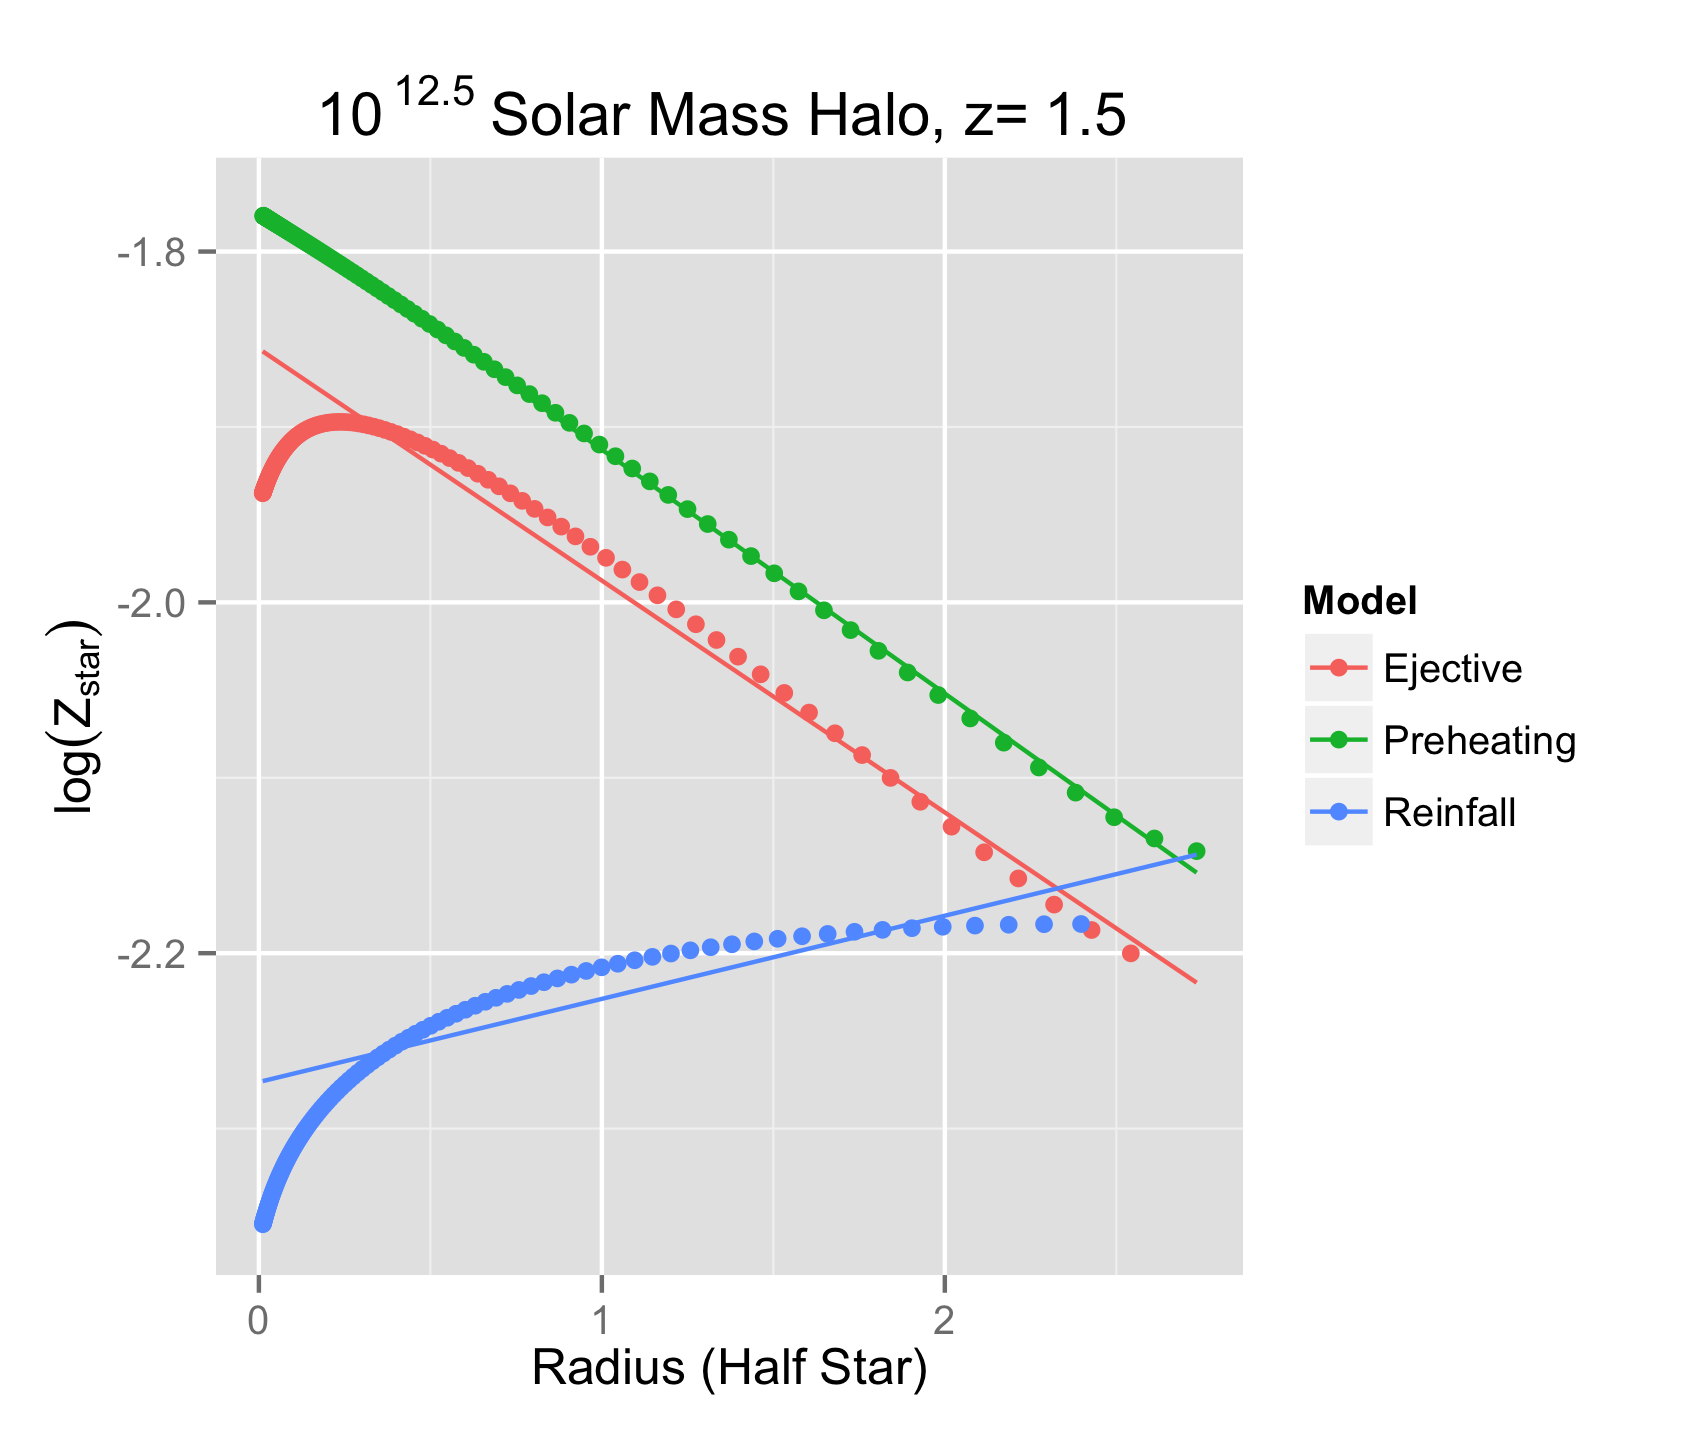 10^12.5 Solar Mass Halo, z= 1.5
-1.8
-2.0
-2.2
log(Z_star)
0 1 2
Radius (Half Star)
Model
Ejective
Preheating
Reinfall